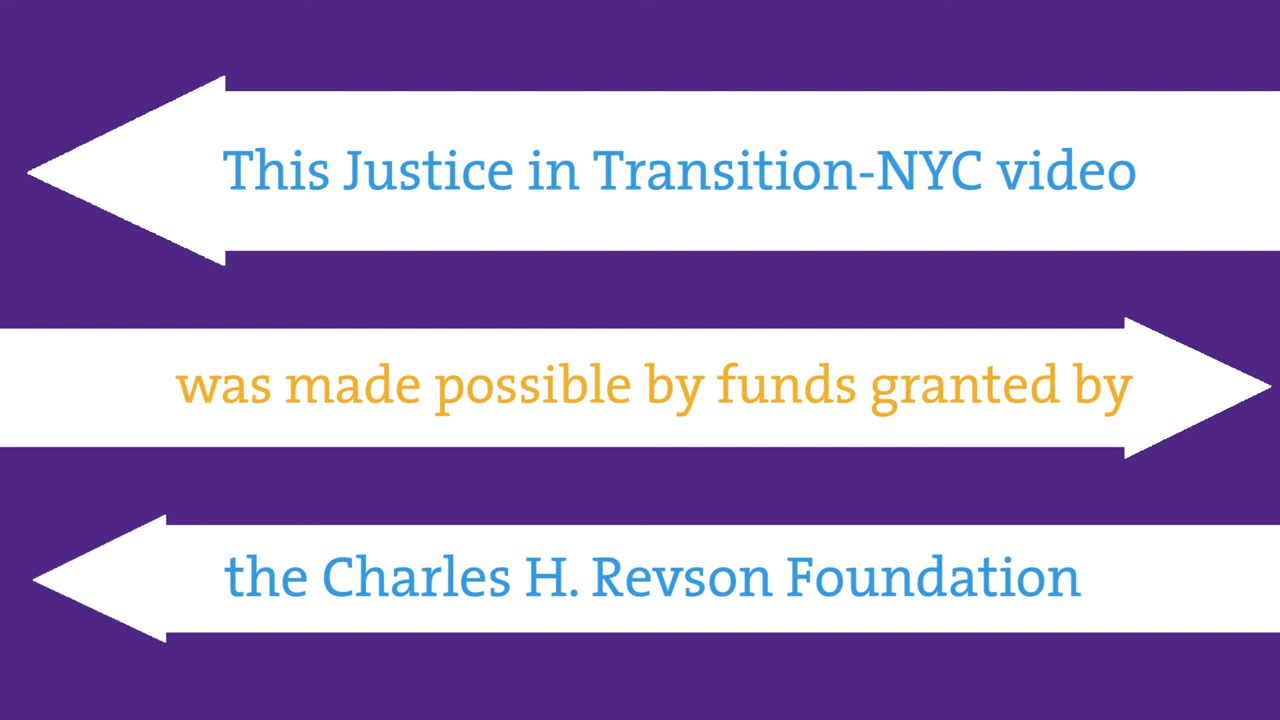 This Justice in Transition-NYC video
was made possible by funds granted by
the Charles H. Revson Foundation